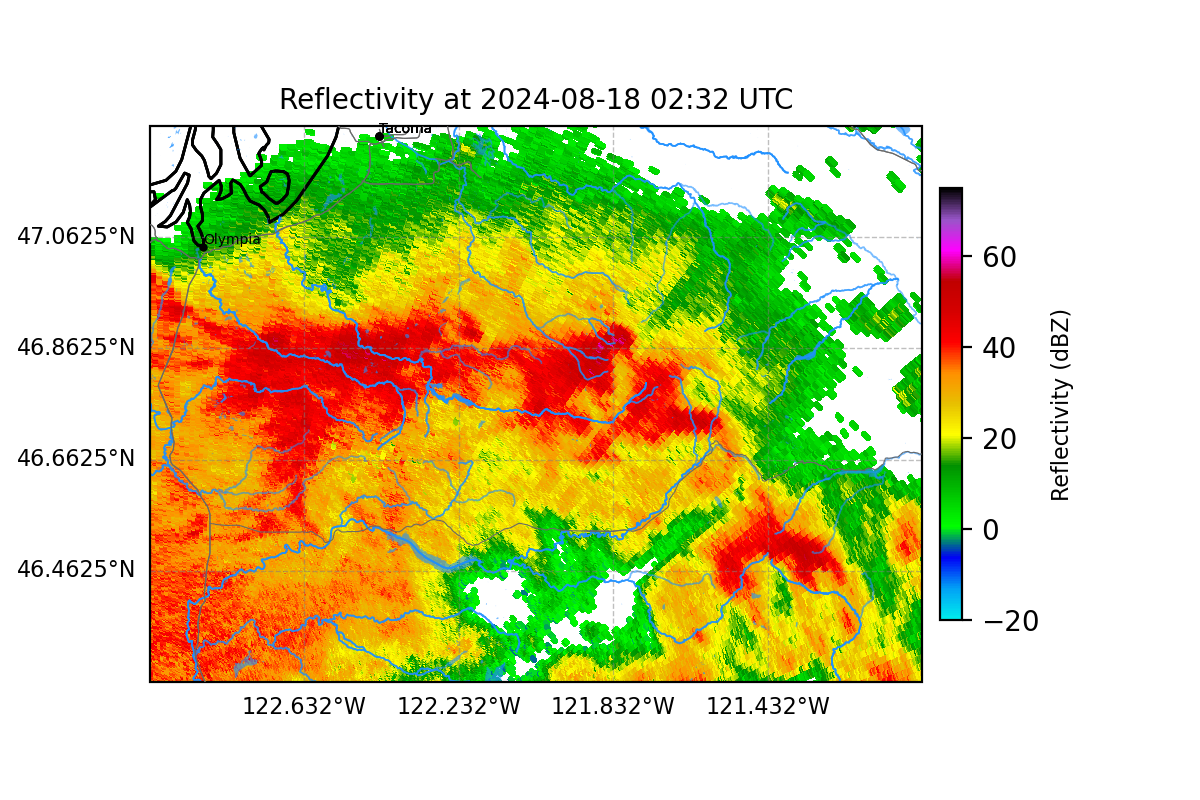 Reflectivity at 2024-08-18 02:32 UTC
Tacoma
Olympia
47.0625°N
46.8625°N
46.6625°N
46.4625°N
122.632°W
122.232°W
121.832°W
121.432°W
60
40
20
0
−20
Reflectivity (dBZ)